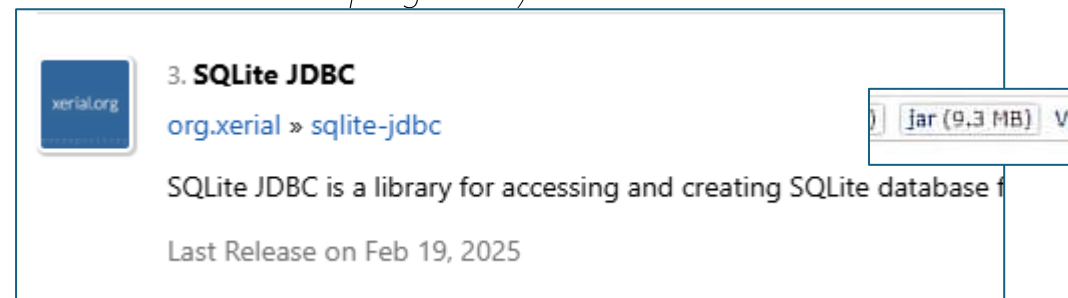 3. SQLite JDBC
xerial.org
org.xerial » sqlite-jdbc
) jar (9,3 MB) V
SQLite JDBC is a library for accessing and creating SQLite database f
Last Release on Feb 19, 2025